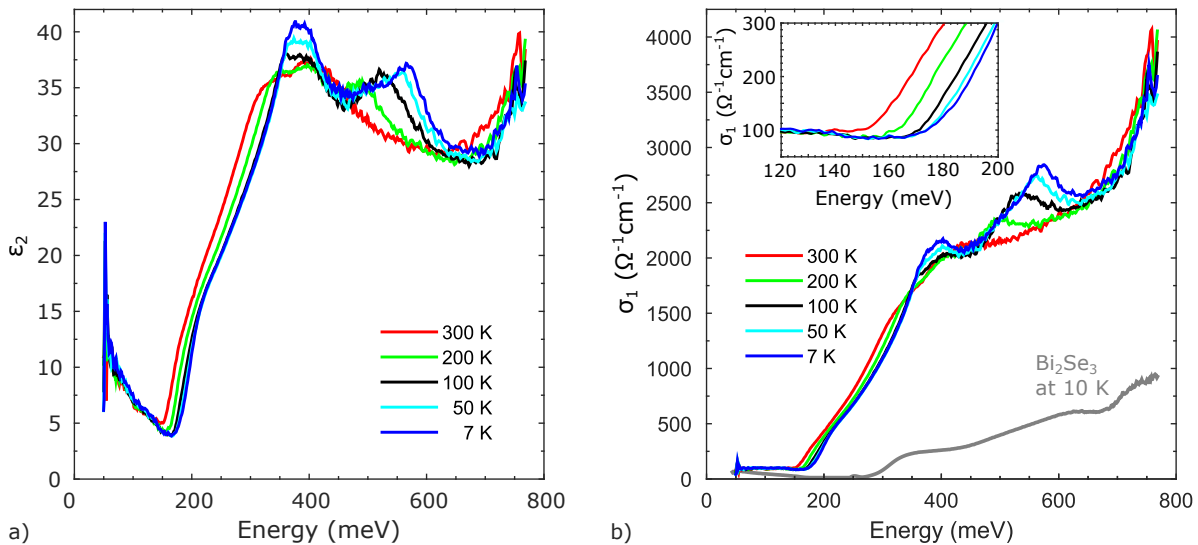 40
35
30
25
20
15
10
5
0
ε₂
0 200 400 600 800
Energy (meV)
300 K
200 K
100 K
50 K
7 K
a)
4000
3500
3000
2500
2000
1500
1000
500
0
σ₁ (Ω⁻¹cm⁻¹)
300
200
100
σ₁ (Ω⁻¹cm⁻¹)
120 140 160 180 200
Energy (meV)
300 K
200 K
100 K
50 K
7 K
Bi₂Se₃
at 10 K
0 200 400 600 800
Energy (meV)
b)